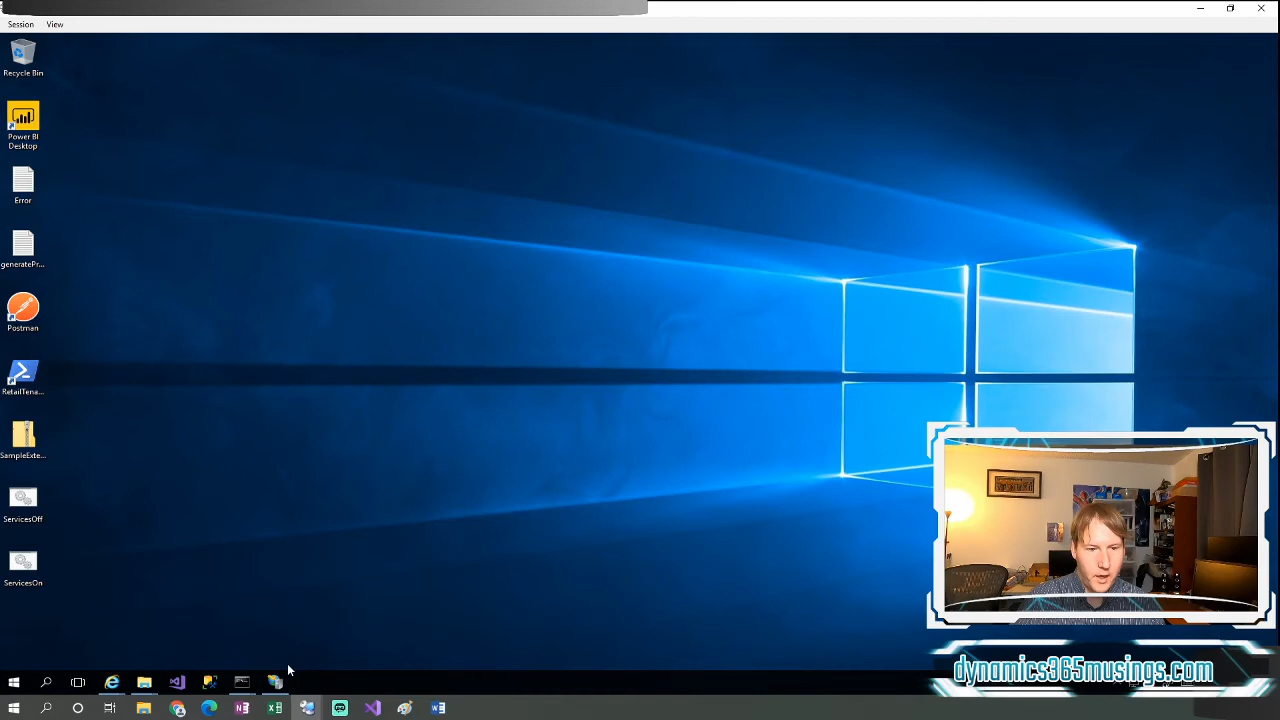 Session View
Recycle Bin
Power BI
Desktop
Error
generatePr...
Postman
RetailTena...
SampleExte...
ServicesOff
ServicesOn
dynamics365musings.com